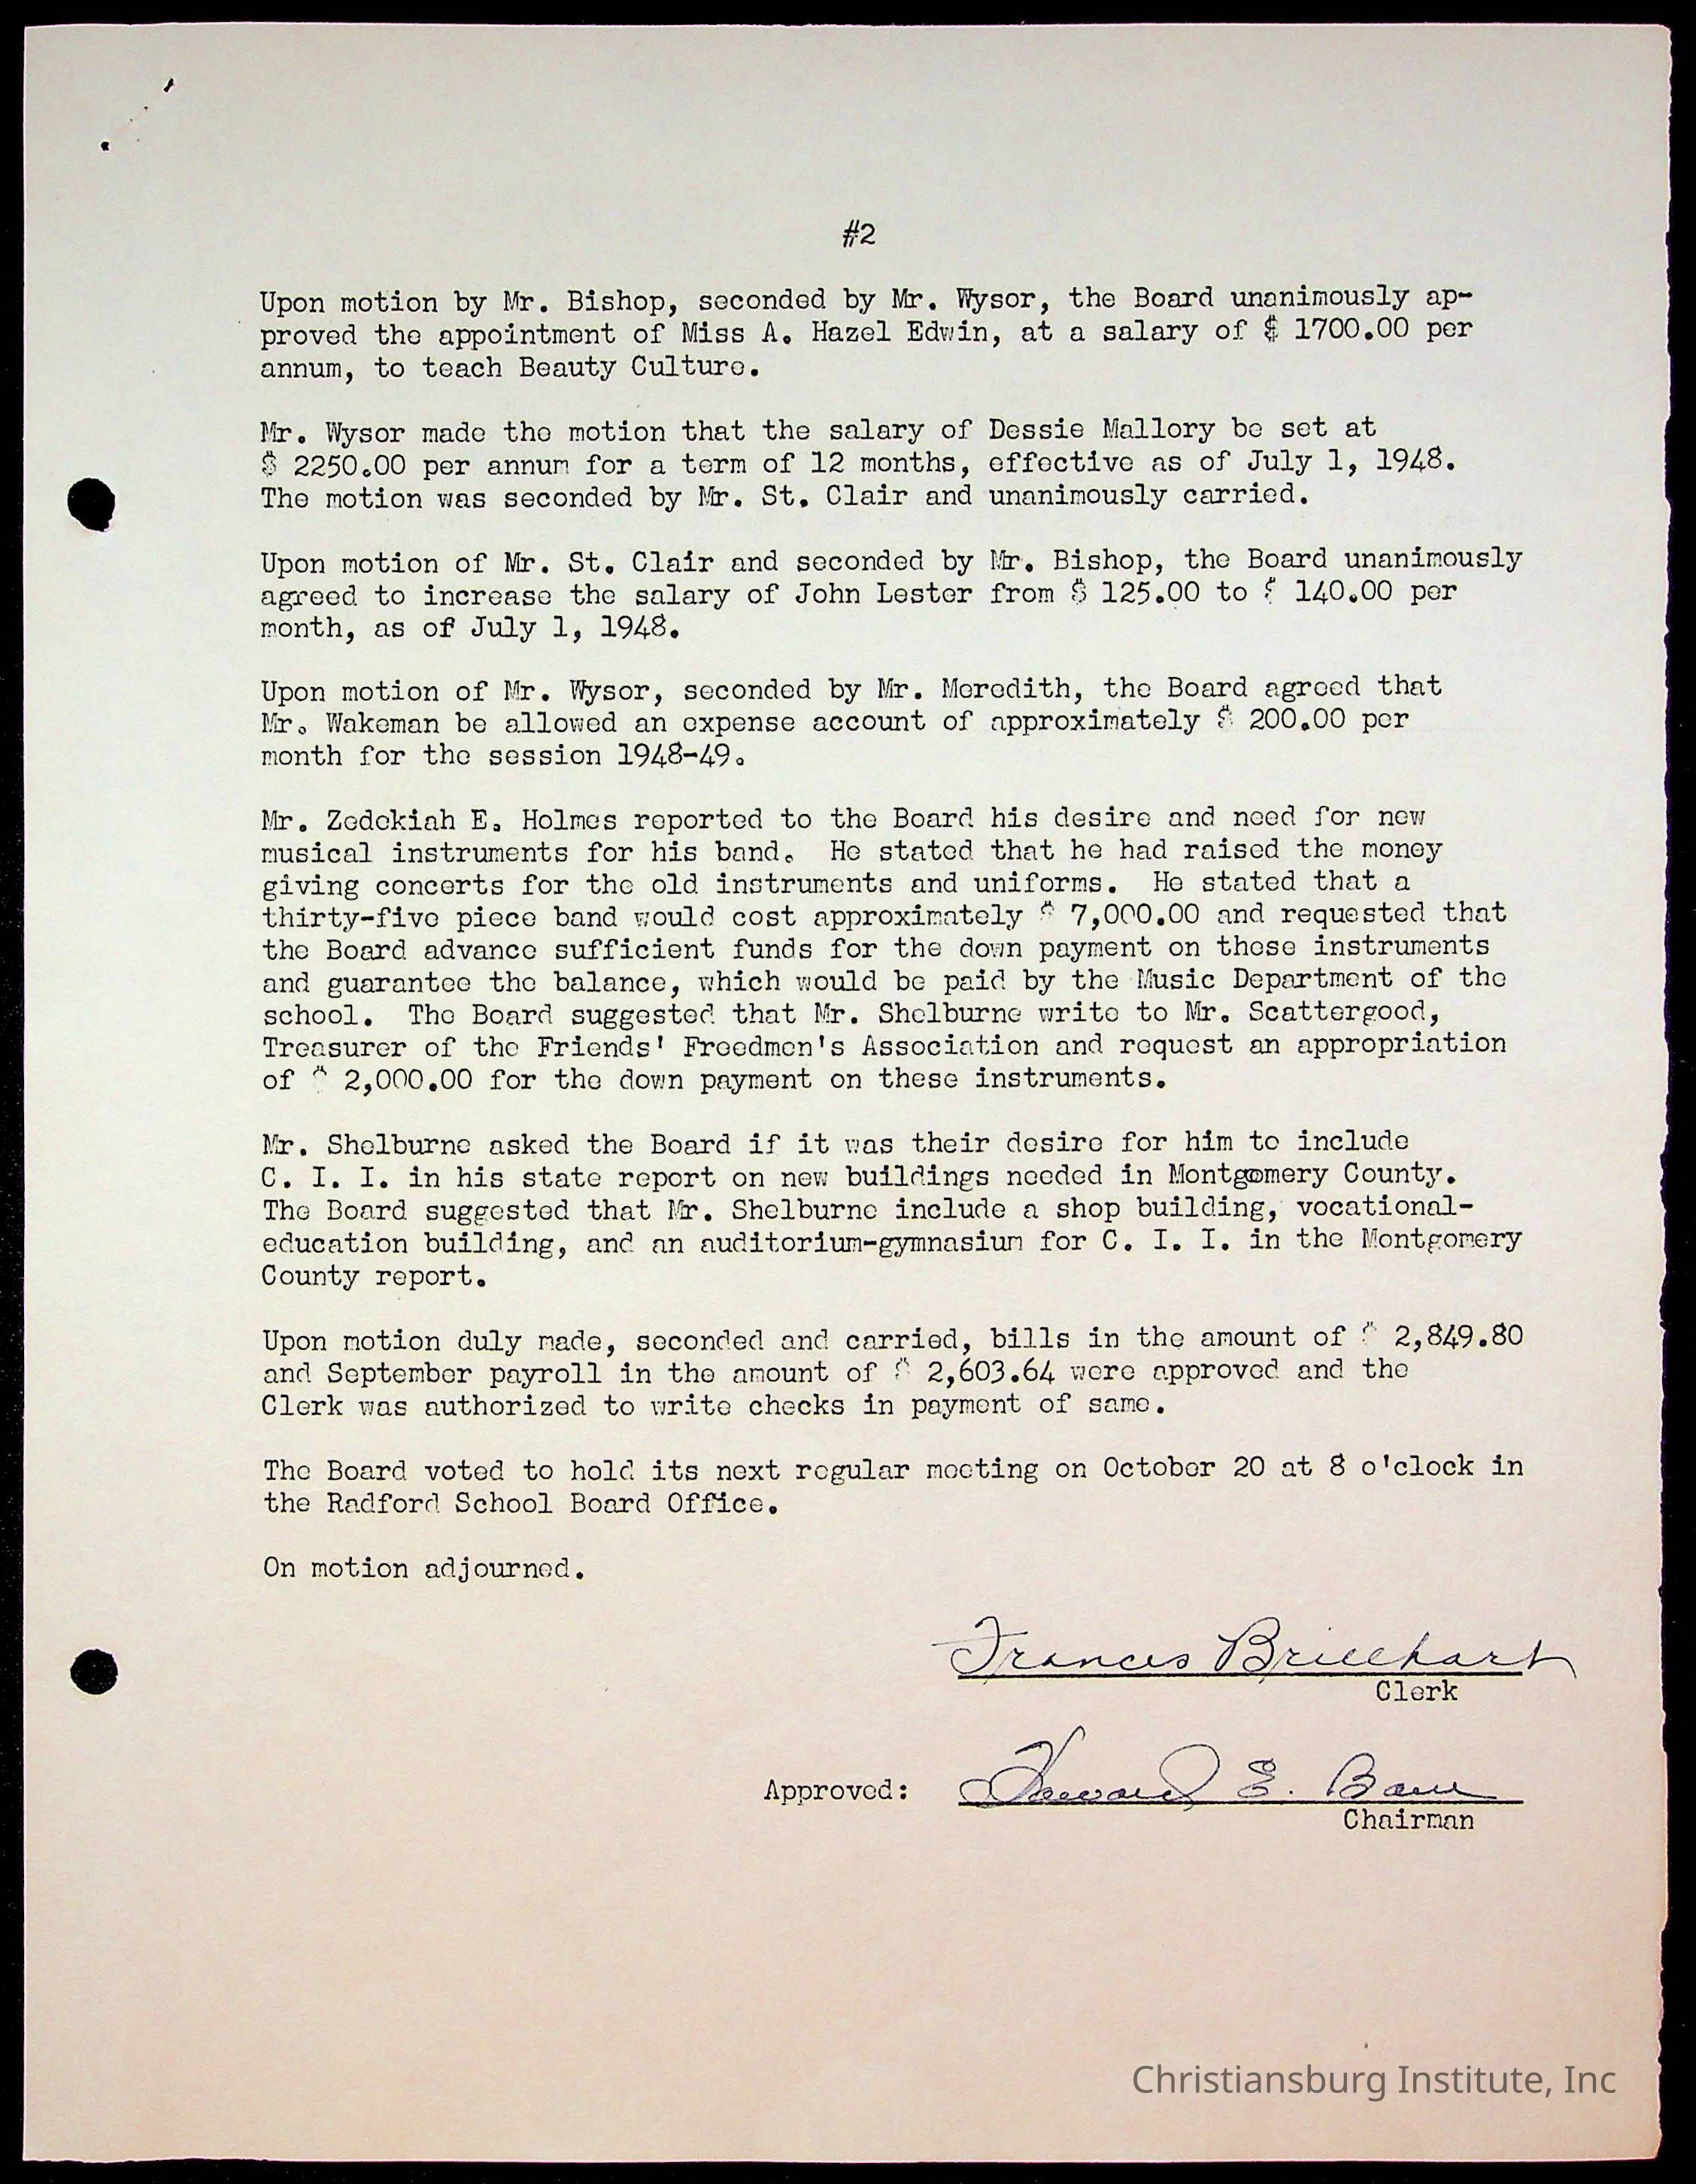 #2
Upon motion by Mr. Bishop, seconded by Mr. Wysor, the Board unanimously ap-
proved the appointment of Miss A. Hazel Edwin, at a salary of $ 1700.00 per
annum, to teach Beauty Culture.
Mr. Wysor made the motion that the salary of Dessie Mallory be set at
$ 2250.00 per annum for a term of 12 months, effective as of July 1, 1948.
The motion was seconded by Mr. St. Clair and unanimously carried.
Upon motion of Mr. St. Clair and seconded by Mr. Bishop, the Board unanimously
agreed to increase the salary of John Lester from $ 125.00 to $ 140.00 per
month, as of July 1, 1948.
Upon motion of Mr. Wysor, seconded by Mr. Meredith, the Board agreed that
Mr. Wakeman be allowed an expense account of approximately $ 200.00 per
month for the session 1948-49.
Mr. Zedekiah E. Holmes reported to the Board his desire and need for new
musical instruments for his band. He stated that he had raised the money
giving concerts for the old instruments and uniforms. He stated that a
thirty-five piece band would cost approximately $ 7,000.00 and requested that
the Board advance sufficient funds for the down payment on these instruments
and guarantee the balance, which would be paid by the Music Department of the
school. The Board suggested that Mr. Shelburne write to Mr. Scattergood,
Treasurer of the Friends' Freedmen's Association and request an appropriation
of $ 2,000.00 for the down payment on these instruments.
Mr. Shelburne asked the Board if it was their desire for him to include
C. I. I. in his state report on new buildings needed in Montgomery County.
The Board suggested that Mr. Shelburne include a shop building, vocational-
education building, and an auditorium-gymnasium for C. I. I. in the Montgomery
County report.
Upon motion duly made, seconded and carried, bills in the amount of $ 2,849.80
and September payroll in the amount of $ 2,603.64 were approved and the
Clerk was authorized to write checks in payment of same.
The Board voted to hold its next regular meeting on October 20 at 8 o'clock in
the Radford School Board Office.
On motion adjourned.
Frances Brillhart
Clerk
Approved: Howard E.
Chairman
Christiansburg Institute, Inc